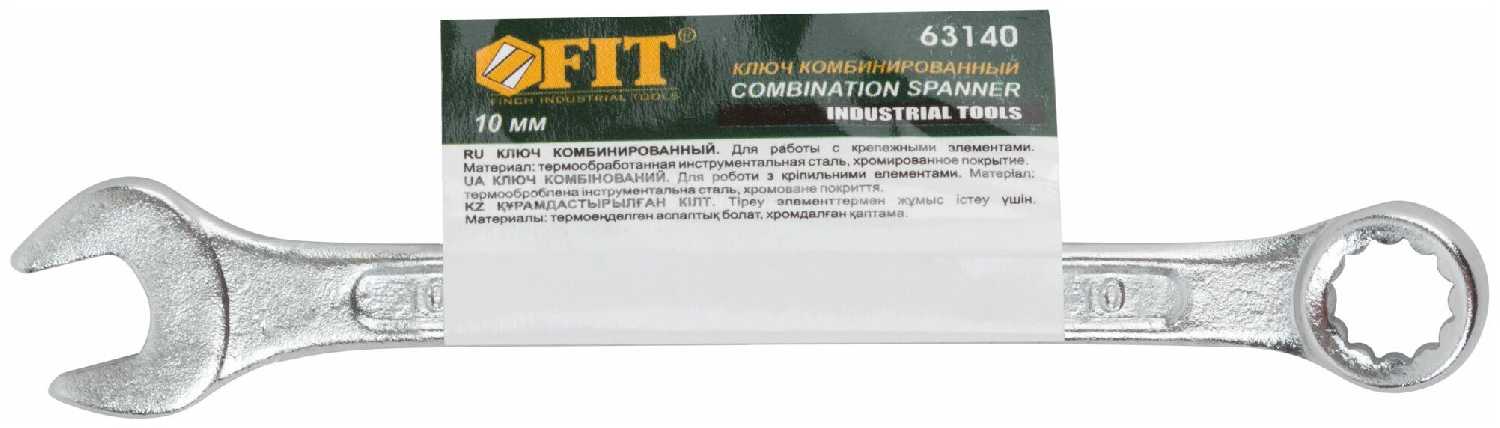 FIT®
FINCH INDUSTRIAL TOOLS
10 мм
63140
КЛЮЧ КОМБИНИРОВАННЫЙ
COMBINATION SPANNER
INDUSTRIAL TOOLS
RU КЛЮЧ КОМБИНИРОВАННЫЙ. Для работы с крепежными элементами.
Материал: термообработанная инструментальная сталь, хромированное покрытие.
UA КЛЮЧ КОМБІНОВАНИЙ. Для роботи з кріпильними елементами. Матеріал:
термооброблена інструментальна сталь, хромоване покриття.
KZ ҚҰРАМДАСТЫРЫЛҒАН КІЛТ. Тіреу элементтермен жұмыс істеу үшін.
Материалы: термоөңделген аспаптық болат, хромдалған қаптама.
10
10